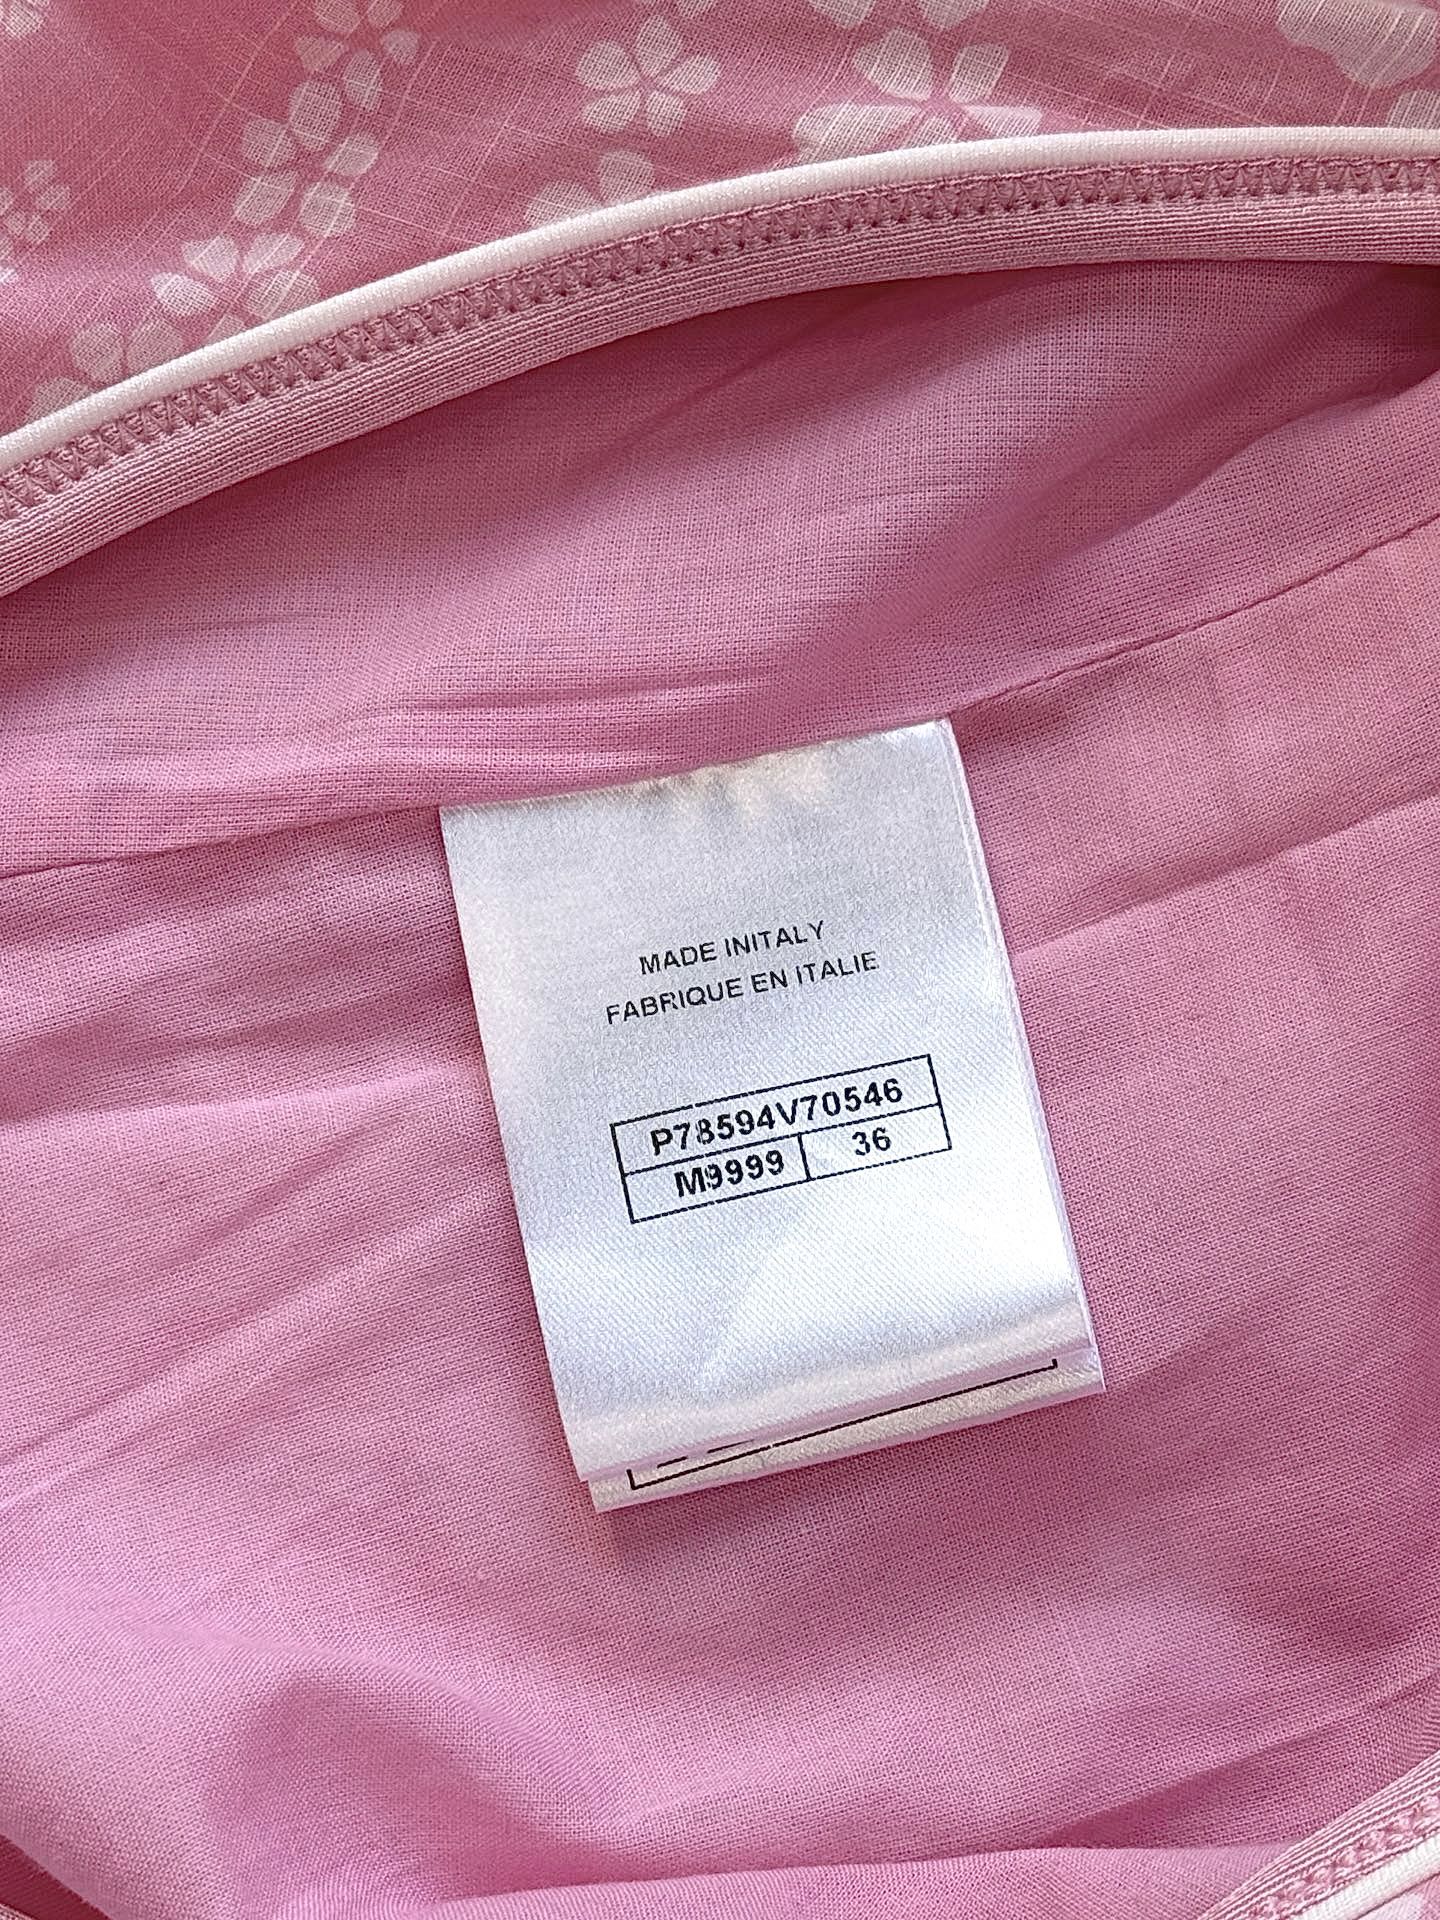 MADE INITALY
FABRIQUE EN ITALIE
P78594V70546
M9999 36